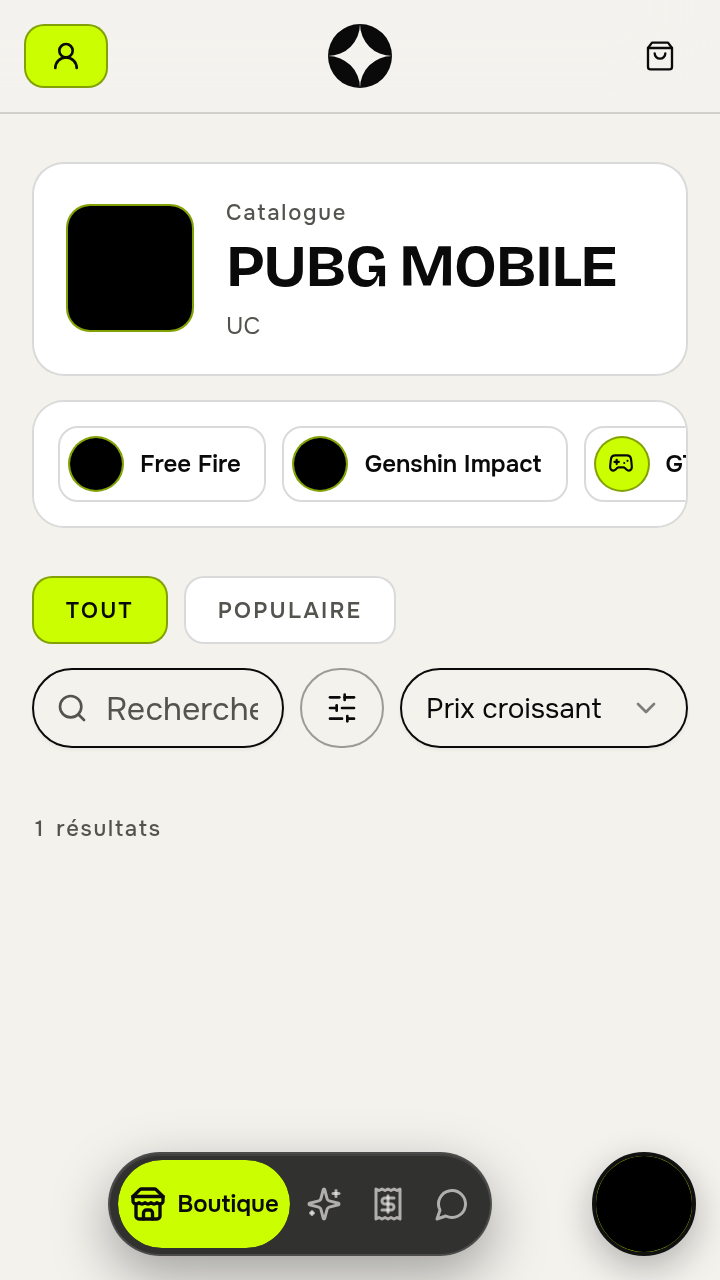 Catalogue
PUBG MOBILE
UC
Free Fire
Genshin Impact
TOUT
POPULAIRE
Recherche
Prix croissant
1 résultats
Boutique